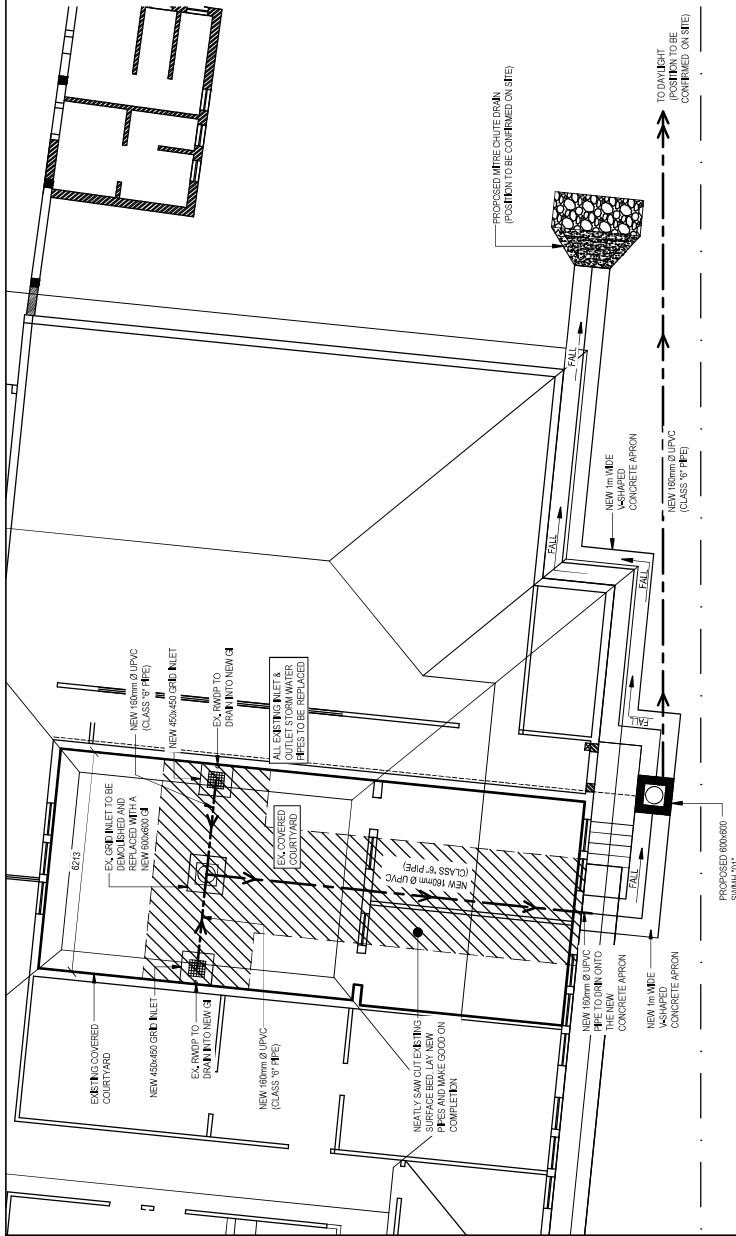 TO DAYLIGHT
(POSITION TO BE
CONFIRMED ON SITE)
PROPOSED MITRE CHUTE DRAIN
(POSITION TO BE CONFIRMED ON SITE)
FALL
NEW 1m WIDE
V-SHAPED
CONCRETE APRON
NEW 160mm Ø UPVC
(CLASS "6" PIPE)
FALL
FALL
FALL
FALL
NEW 160mm Ø UPVC
(CLASS "6" PIPE)
NEW 450x450 GRID INLET
EX. RWDP TO
DRAIN INTO NEW GI
ALL EXISTING INLET &
OUTLET STORM WATER
PIPES TO BE REPLACED
6213
EX. GRID INLET TO BE
DEMOLISHED AND
REPLACED WITH A
NEW 600x600 GI
EX. COVERED
COURTYARD
NEW 160mm Ø UPVC
(CLASS "6" PIPE)
EXISTING COVERED
COURTYARD
NEW 450x450 GRID INLET
EX. RWDP TO
DRAIN INTO NEW GI
NEW 160mm Ø UPVC
(CLASS "6" PIPE)
NEATLY SAW CUT EXISTING
SURFACE BED, LAY NEW
PIPES AND MAKE GOOD ON
COMPLETION
NEW 160mm Ø UPVC
PIPE TO DRIN ONTO
THE NEW
CONCRETE APRON
NEW 1m WIDE
V-SHAPED
CONCRETE APRON
PROPOSED 600x600
SWMH "01"